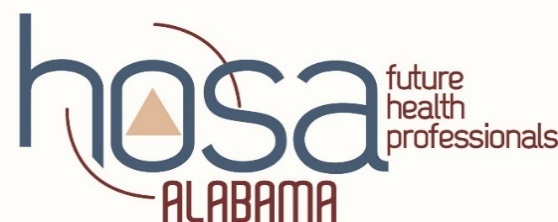 hosa
future
health
professionals
ALABAMA